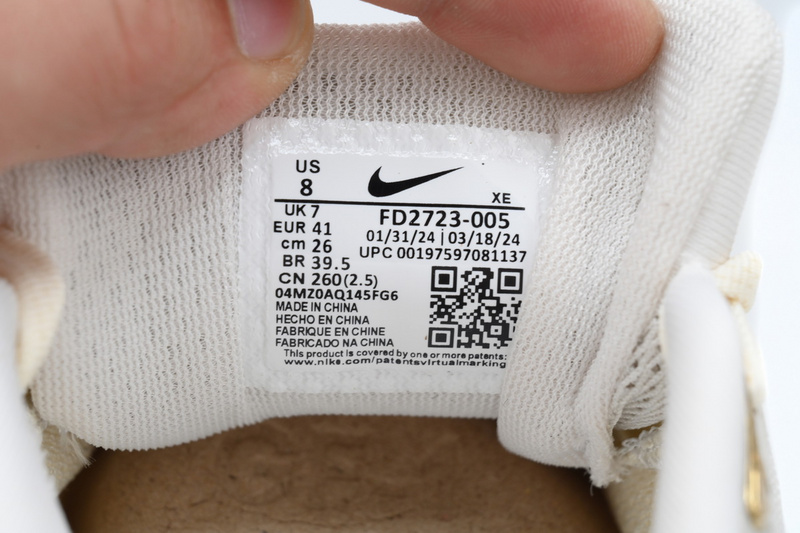 US
8
XE
UK 7
EUR 41
cm 26
BR 39.5
CN 260(2.5)
FD2723-005
01/31/24 | 03/18/24
UPC 00197597081137
04MZ0AQ145FG6
MADE IN CHINA
HECHO EN CHINA
FABRIQUE EN CHINE
FABRICADO NA CHINA
This product is covered by one or more patents:
www.nike.com/patentsvirtualmarking